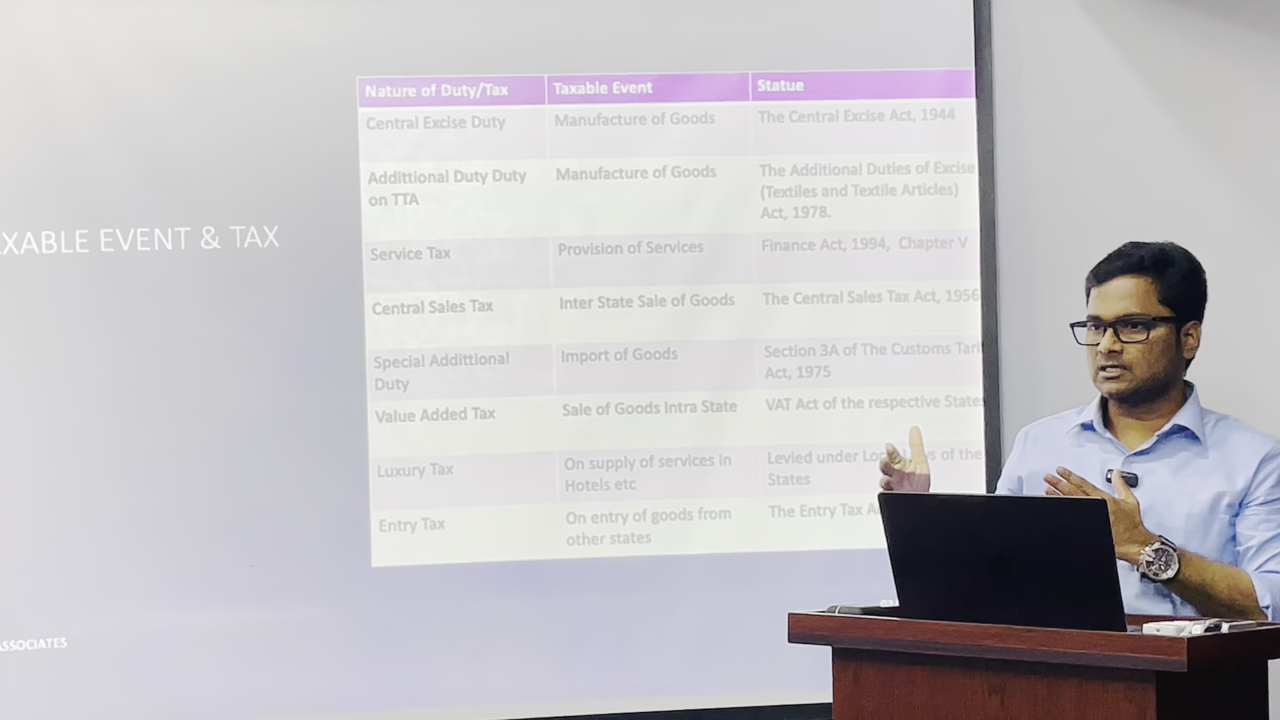 AXABLE EVENT & TAX
Nature of Duty/Tax Taxable Event Statue
Central Excise Duty Manufacture of Goods The Central Excise Act, 1944
Addittional Duty Duty Manufacture of Goods The Additional Duties of Excise
on TTA (Textiles and Textile Articles)
Act, 1978.
Service Tax Provision of Services Finance Act, 1994, Chapter V
Central Sales Tax Inter State Sale of Goods The Central Sales Tax Act, 1956
Special Addittional Import of Goods Section 3A of The Customs Tari
Duty Act, 1975
Value Added Tax Sale of Goods Intra State VAT Act of the respective States
Luxury Tax On supply of services in Levied under of the
Hotels etc States
Entry Tax On entry of goods from The Entry Tax
other states
ASSOCIATES